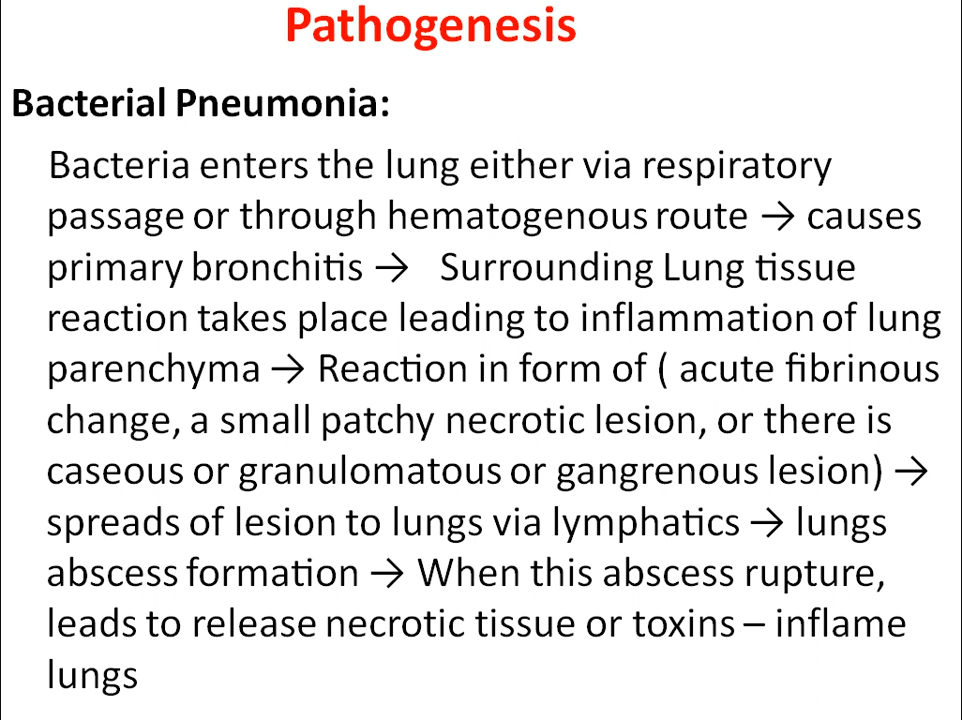 Pathogenesis
Bacterial Pneumonia:
Bacteria enters the lung either via respiratory
passage or through hematogenous route → causes
primary bronchitis → Surrounding Lung tissue
reaction takes place leading to inflammation of lung
parenchyma → Reaction in form of ( acute fibrinous
change, a small patchy necrotic lesion, or there is
caseous or granulomatous or gangrenous lesion) →
spreads of lesion to lungs via lymphatics → lungs
abscess formation → When this abscess rupture,
leads to release necrotic tissue or toxins – inflame
lungs